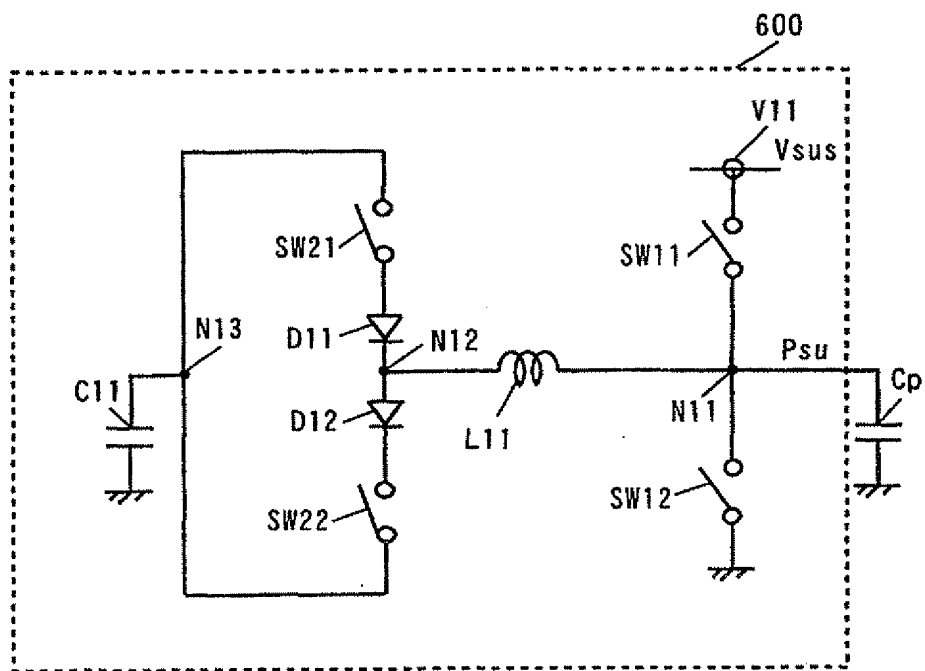 600
V11
Vsus
SW21
SW11
N13
D11
N12
Psu
C11
Cp
D12
L11
N11
SW22
SW12